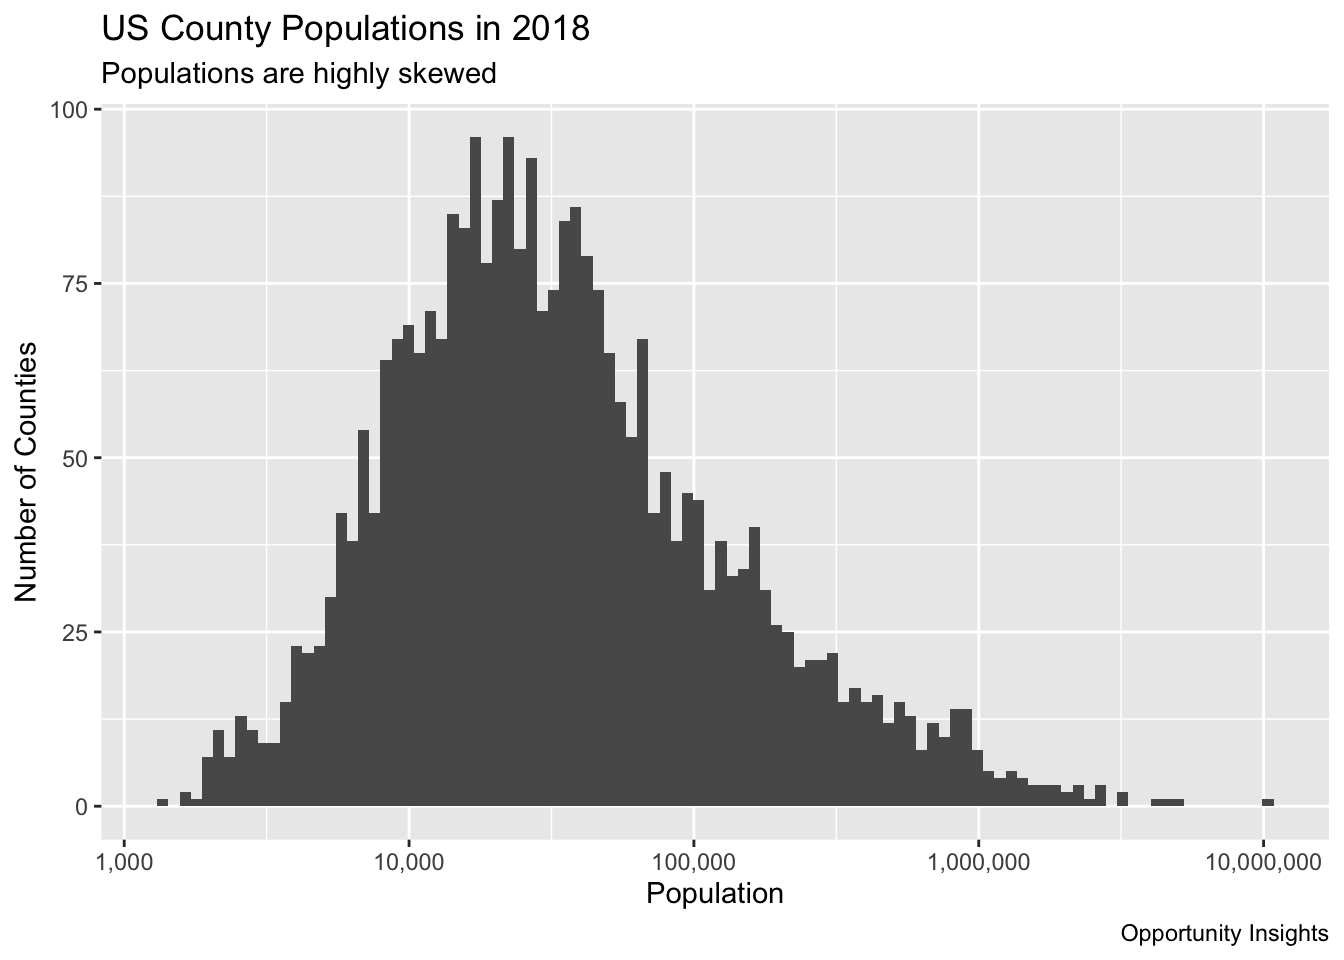 US County Populations in 2018
Populations are highly skewed
100
75
50
25
0
Number of Counties
1,000 10,000 100,000 1,000,000 10,000,000
Population
Opportunity Insights